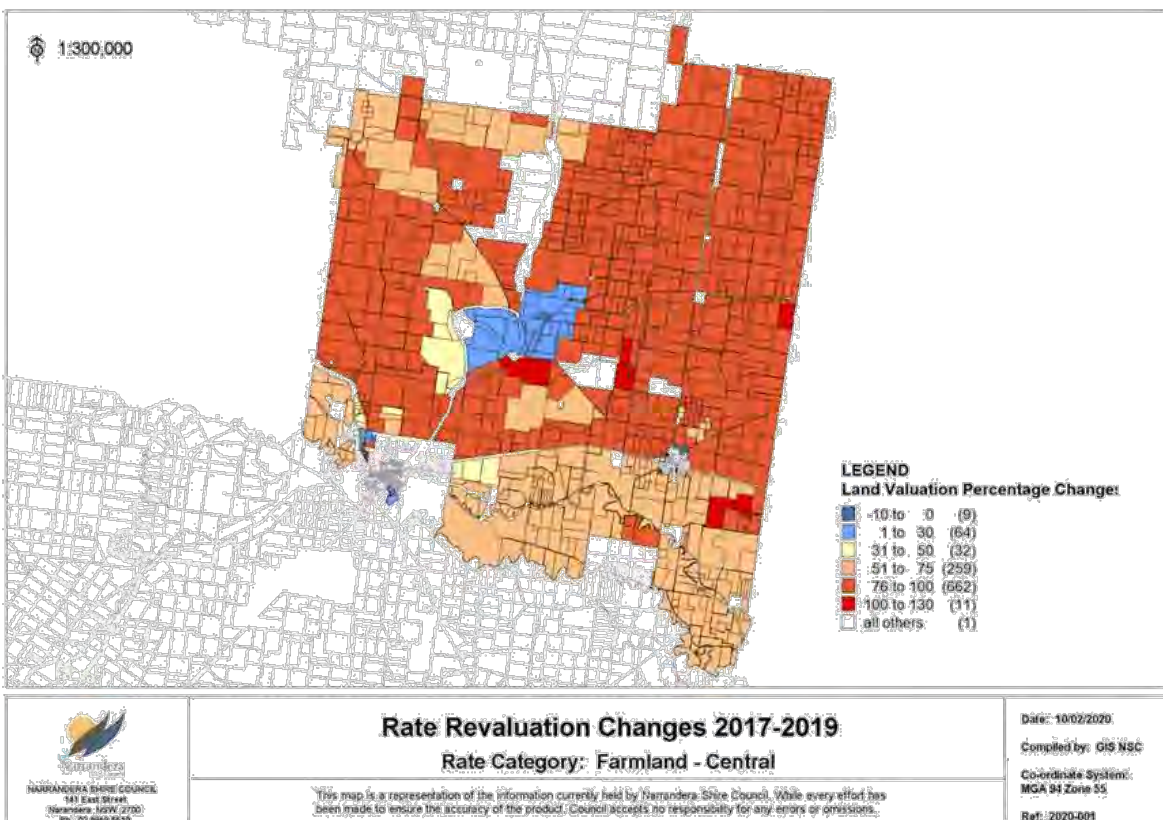 1:300,000
LEGEND
Land Valuation Percentage Change:
-10 to 0 (9)
1 to 30 (64)
31 to 50 (32)
51 to 75 (259)
76 to 100 (662)
100 to 130 (11)
all others (1)
NARRANDERA SHIRE COUNCIL
141 East Street
Narrandera NSW 2700
Rate Revaluation Changes 2017-2019
Rate Category: Farmland - Central
This map is a representation of the information currently held by Narrandera Shire Council. While every effort has
been made to ensure the accuracy of the product, Council accepts no responsibility for any errors or omissions.
Date: 10/02/2020
Compiled by: GIS NSC
Co-ordinate System:
MGA 94 Zone 55
Ref: 2020-001